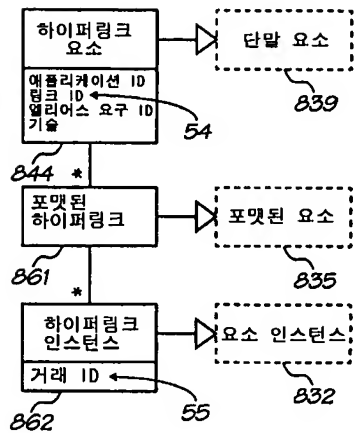 하이퍼링크
요소
단말 요소
애플리케이션 ID
링크 ID
엘리어스 요구 ID
기술
839
54
844
*
포맷된
하이퍼링크
포맷된 요소
861
835
*
하이퍼링크
인스턴스
요소 인스턴스
거래 ID
832
862
55